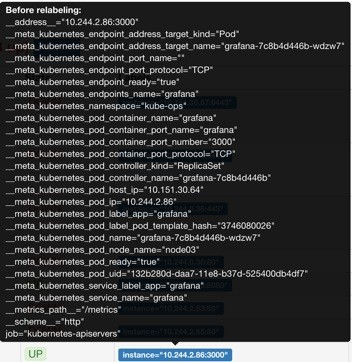 Before relabeling:
__address__="10.244.2.86:3000"
__meta_kubernetes_endpoint_address_target_kind="Pod"
__meta_kubernetes_endpoint_address_target_name="grafana-7c8b4d446b-wdzw7"
__meta_kubernetes_endpoint_port_name=""
__meta_kubernetes_endpoint_port_protocol="TCP"
__meta_kubernetes_endpoint_ready="true"
__meta_kubernetes_endpoints_name="grafana"
__meta_kubernetes_namespace="kube-ops"
__meta_kubernetes_pod_container_name="grafana"
__meta_kubernetes_pod_container_port_name="grafana"
__meta_kubernetes_pod_container_port_number="3000"
__meta_kubernetes_pod_container_port_protocol="TCP"
__meta_kubernetes_pod_controller_kind="ReplicaSet"
__meta_kubernetes_pod_controller_name="grafana-7c8b4d446b"
__meta_kubernetes_pod_host_ip="10.151.30.64"
__meta_kubernetes_pod_ip="10.244.2.86"
__meta_kubernetes_pod_label_app="grafana"
__meta_kubernetes_pod_label_pod_template_hash="3746080026"
__meta_kubernetes_pod_name="grafana-7c8b4d446b-wdzw7"
__meta_kubernetes_pod_node_name="node03"
__meta_kubernetes_pod_ready="true"
__meta_kubernetes_pod_uid="132b280d-daa7-11e8-b37d-525400db4df7"
__meta_kubernetes_service_label_app="grafana"
__meta_kubernetes_service_name="grafana"
__metrics_path__="/metrics"
__scheme__="http"
job="kubernetes-apiservers"
UP instance="10.244.2.86:3000"